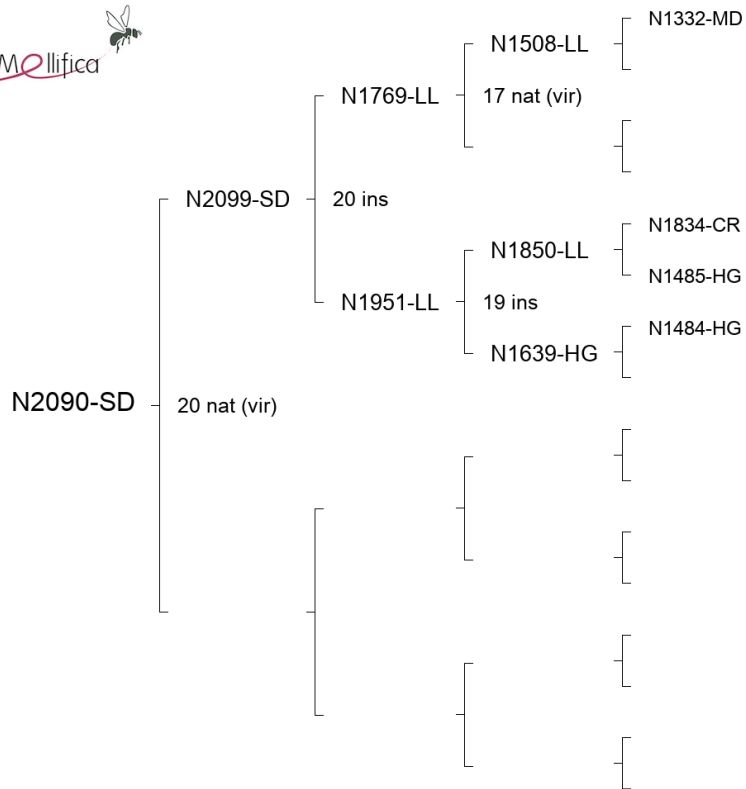 Mellifica
N1332-MD
N1508-LL
N1769-LL
17 nat (vir)
N2099-SD
20 ins
N1834-CR
N1850-LL
N1485-HG
N1951-LL
19 ins
N1484-HG
N1639-HG
N2090-SD
20 nat (vir)